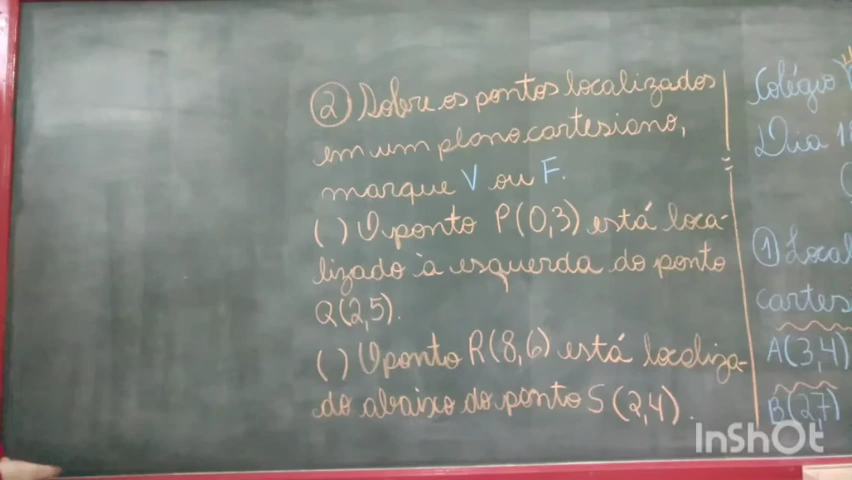 ② Sobre os pontos localizados
em um plano cartesiano,
marque V ou F.
( ) O ponto P(0,3) está loca-
lizado à esquerda do ponto
Q(2,5).
( ) O ponto R(8,6) está localiza-
do abaixo do ponto S(2,4).
Colégio
Dia
①
A(3,4)
B(2,7)
InShOt